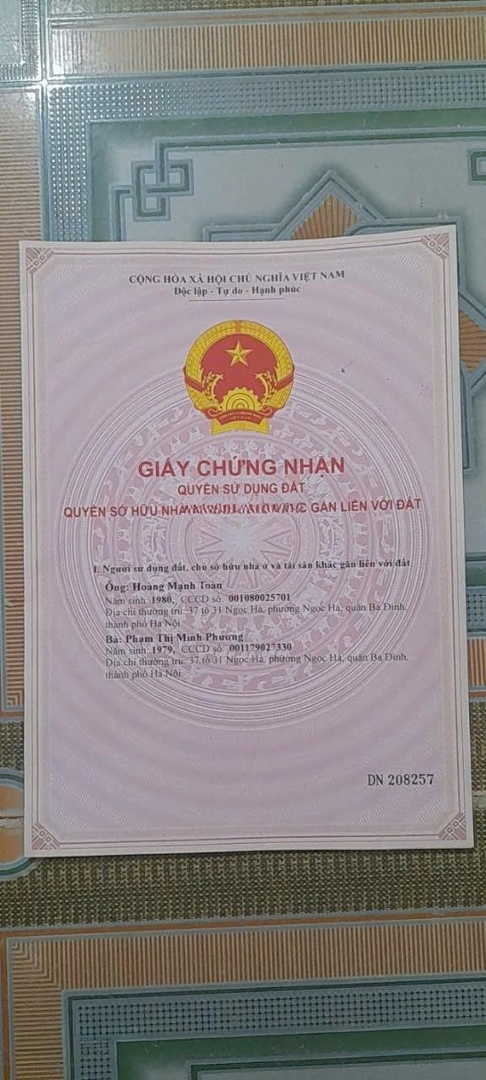 CỘNG HÒA XÃ HỘI CHỦ NGHĨA VIỆT NAM
Độc lập - Tự do - Hạnh phúc
GIẤY CHỨNG NHẬN
QUYỀN SỬ DỤNG ĐẤT
QUYỀN SỞ HỮU NHÀ GẮN LIỀN VỚI ĐẤT
I. Người sử dụng đất, chủ sở hữu nhà ở và tài sản khác gắn liền với đất
Ông: Hoàng Mạnh Toàn
Năm sinh: 1980, CCCD số: 001080025701
Địa chỉ thường trú: 37 tổ 31 Ngọc Hà, phường Ngọc Hà, quận Ba Đình,
thành phố Hà Nội
Bà: Phạm Thị Minh Phương
Năm sinh: 1979, CCCD số: 001179027330
Địa chỉ thường trú: 37 tổ 31 Ngọc Hà, phường Ngọc Hà, quận Ba Đình,
thành phố Hà Nội
DN 208257